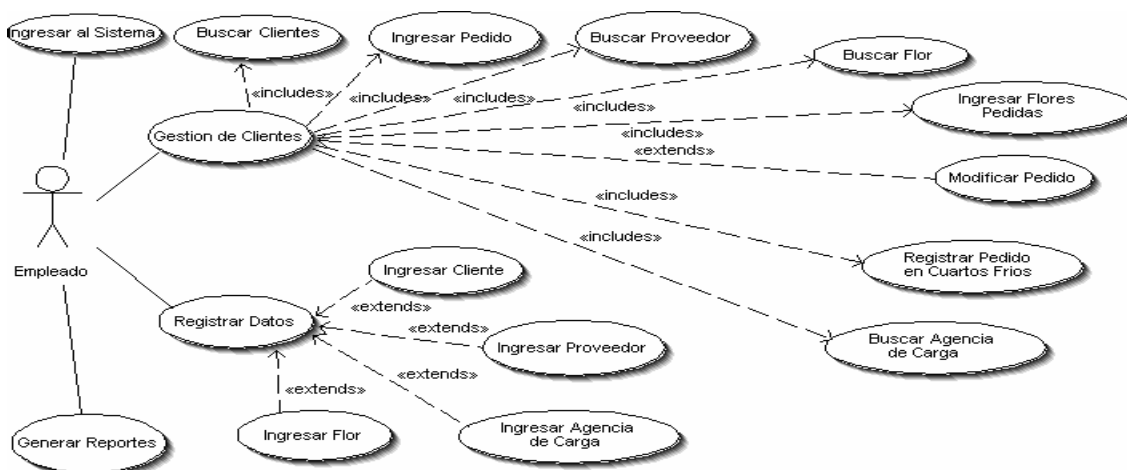 Ingresar al Sistema
Buscar Clientes
Ingresar Pedido
Buscar Proveedor
Buscar Flor
«includes»
«includes»
«includes»
«includes»
Ingresar Flores
Pedidas
Gestion de Clientes
«includes»
«extends»
Modificar Pedido
«includes»
«includes»
Empleado
Ingresar Cliente
Registrar Pedido
en Cuartos Frios
«extends»
Registrar Datos
«extends»
Ingresar Proveedor
Buscar Agencia
de Carga
«extends»
«extends»
Generar Reportes
Ingresar Flor
Ingresar Agencia
de Carga